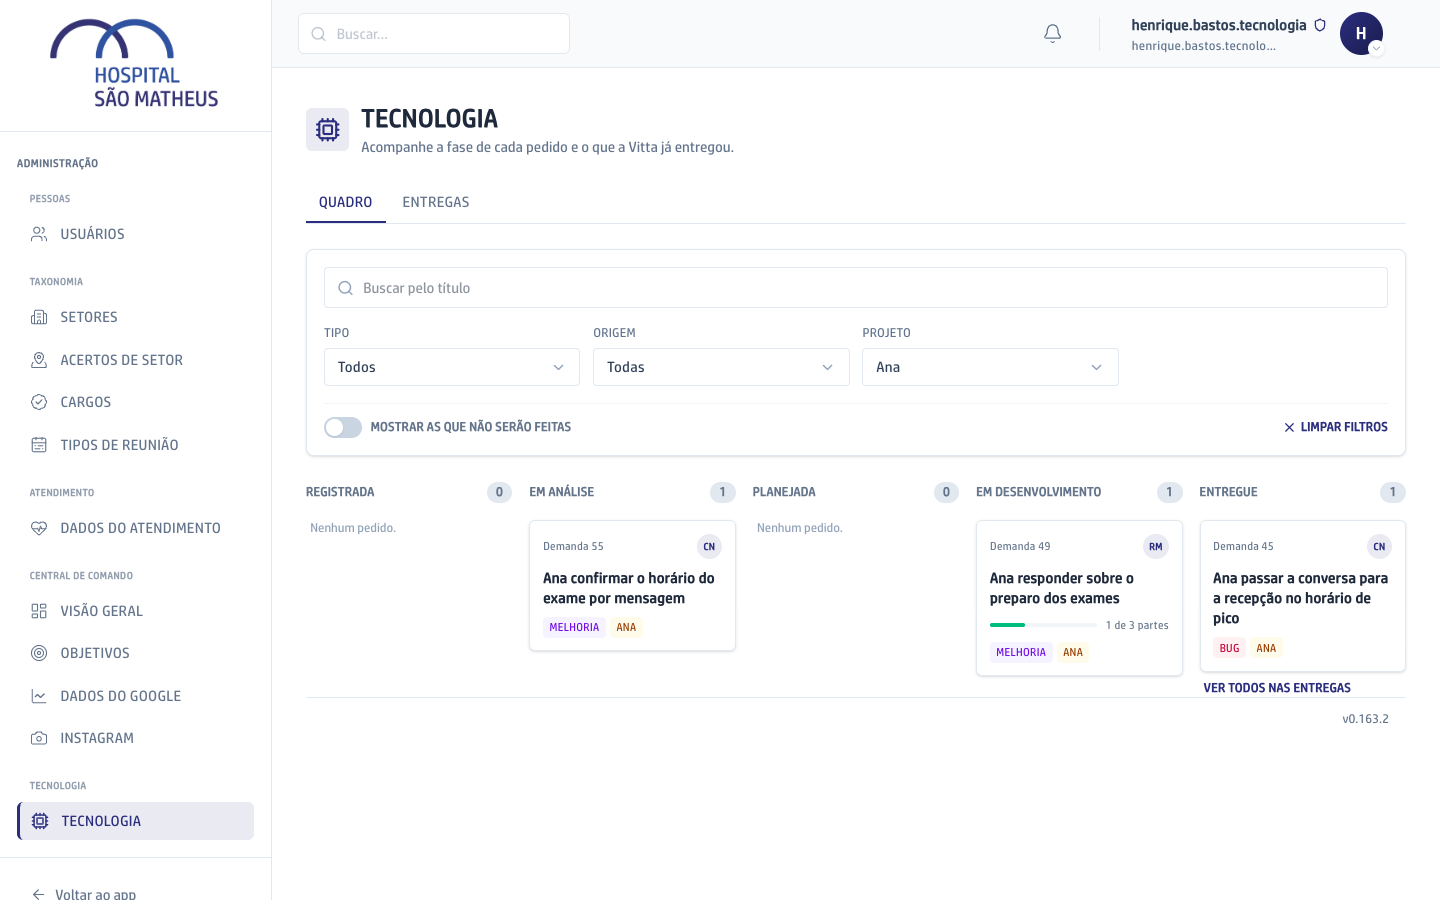 HOSPITAL
SÃO MATHEUS
ADMINISTRAÇÃO
PESSOAS
USUÁRIOS
TAXONOMIA
SETORES
ACERTOS DE SETOR
CARGOS
TIPOS DE REUNIÃO
ATENDIMENTO
DADOS DO ATENDIMENTO
CENTRAL DE COMANDO
VISÃO GERAL
OBJETIVOS
DADOS DO GOOGLE
INSTAGRAM
TECNOLOGIA
TECNOLOGIA
Voltar ao app
Buscar...
henrique.bastos.tecnologia
henrique.bastos.tecnolo...
H
TECNOLOGIA
Acompanhe a fase de cada pedido e o que a Vitta já entregou.
QUADRO ENTREGAS
Buscar pelo título
TIPO ORIGEM PROJETO
Todos Todas Ana
MOSTRAR AS QUE NÃO SERÃO FEITAS LIMPAR FILTROS
REGISTRADA 0
Nenhum pedido.
EM ANÁLISE 1
Demanda 55 CN
Ana confirmar o horário do
exame por mensagem
MELHORIA ANA
PLANEJADA 0
Nenhum pedido.
EM DESENVOLVIMENTO 1
Demanda 49 RM
Ana responder sobre o
preparo dos exames
1 de 3 partes
MELHORIA ANA
ENTREGUE 1
Demanda 45 CN
Ana passar a conversa para
a recepção no horário de
pico
BUG ANA
VER TODOS NAS ENTREGAS
v0.163.2